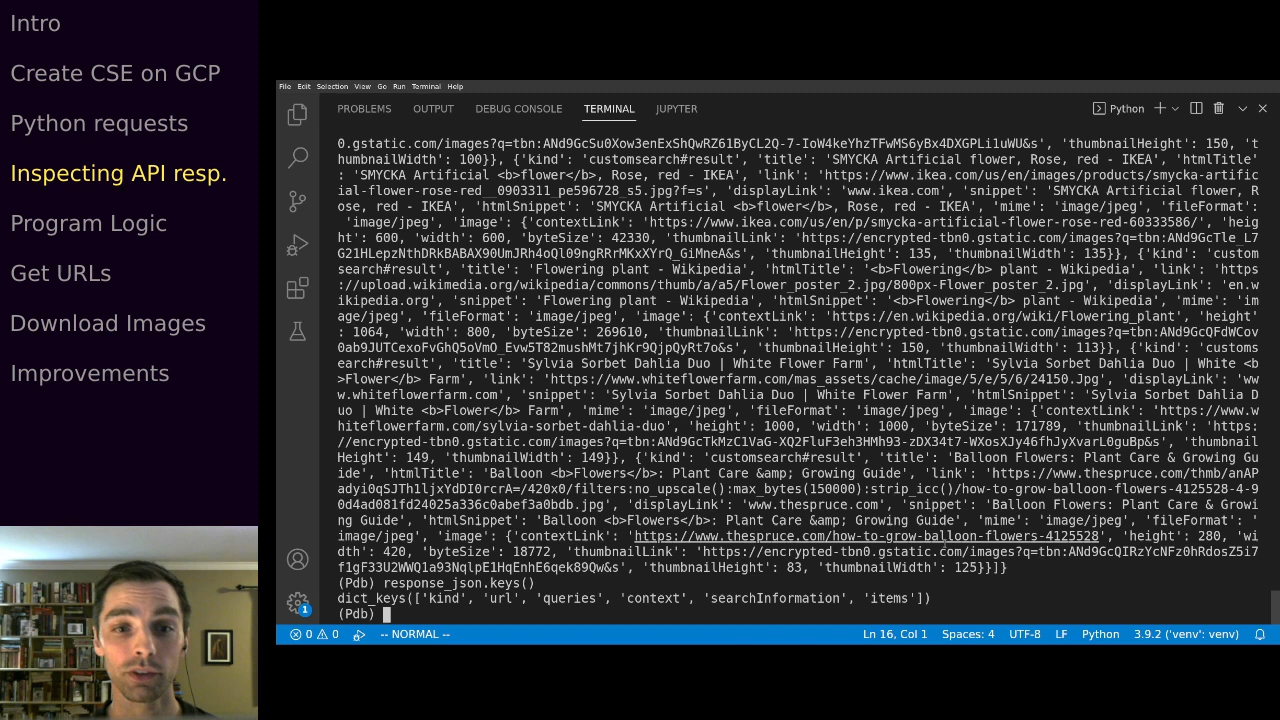 Intro
Create CSE on GCP
Python requests
Inspecting API resp.
Program Logic
Get URLs
Download Images
Improvements
File Edit Selection View Go Run Terminal Help
PROBLEMS OUTPUT DEBUG CONSOLE TERMINAL JUPYTER Python
0.gstatic.com/images?q=tbn:ANd9GcSu0Xow3enExShQwRZ61ByCL2Q-7-IoW4keYhzTFwMS6yBx4DXGPLi1uWU&s', 'thumbnailHeight': 150, 't
humbnailWidth': 100}}, {'kind': 'customsearch#result', 'title': 'SMYCKA Artificial flower, Rose, red - IKEA', 'htmlTitle'
: 'SMYCKA Artificial <b>flower</b>, Rose, red - IKEA', 'link': 'https://www.ikea.com/us/en/images/products/smycka-artific
ial-flower-rose-red__0903311_pe596728_s5.jpg?f=s', 'displayLink': 'www.ikea.com', 'snippet': 'SMYCKA Artificial flower, R
ose, red - IKEA', 'htmlSnippet': 'SMYCKA Artificial <b>flower</b>, Rose, red - IKEA', 'mime': 'image/jpeg', 'fileFormat':
'image/jpeg', 'image': {'contextLink': 'https://www.ikea.com/us/en/p/smycka-artificial-flower-rose-red-60333586/', 'heig
ht': 600, 'width': 600, 'byteSize': 42330, 'thumbnailLink': 'https://encrypted-tbn0.gstatic.com/images?q=tbn:ANd9GcTle_L7
G21HLepzNthDRkBABAX90UmJRh4oQl09ngRRrMKxXYrQ_GiMneA&s', 'thumbnailHeight': 135, 'thumbnailWidth': 135}}, {'kind': 'custom
search#result', 'title': 'Flowering plant - Wikipedia', 'htmlTitle': '<b>Flowering</b> plant - Wikipedia', 'link': 'https
://upload.wikimedia.org/wikipedia/commons/thumb/a/a5/Flower_poster_2.jpg/800px-Flower_poster_2.jpg', 'displayLink': 'en.w
ikipedia.org', 'snippet': 'Flowering plant - Wikipedia', 'htmlSnippet': '<b>Flowering</b> plant - Wikipedia', 'mime': 'im
age/jpeg', 'fileFormat': 'image/jpeg', 'image': {'contextLink': 'https://en.wikipedia.org/wiki/Flowering_plant', 'height'
: 1064, 'width': 800, 'byteSize': 269610, 'thumbnailLink': 'https://encrypted-tbn0.gstatic.com/images?q=tbn:ANd9GcQFdWCov
0ab9JUTCexoFvGhQ5oVmO_Evw5T82mushMt7jhKr9QjpQyRt7o&s', 'thumbnailHeight': 150, 'thumbnailWidth': 113}}, {'kind': 'customs
earch#result', 'title': 'Sylvia Sorbet Dahlia Duo | White Flower Farm', 'htmlTitle': 'Sylvia Sorbet Dahlia Duo | White <b
>Flower</b> Farm', 'link': 'https://www.whiteflowerfarm.com/mas_assets/cache/image/5/e/5/6/24150.Jpg', 'displayLink': 'ww
w.whiteflowerfarm.com', 'snippet': 'Sylvia Sorbet Dahlia Duo | White Flower Farm', 'htmlSnippet': 'Sylvia Sorbet Dahlia D
uo | White <b>Flower</b> Farm', 'mime': 'image/jpeg', 'fileFormat': 'image/jpeg', 'image': {'contextLink': 'https://www.w
hiteflowerfarm.com/sylvia-sorbet-dahlia-duo', 'height': 1000, 'width': 1000, 'byteSize': 171789, 'thumbnailLink': 'https:
//encrypted-tbn0.gstatic.com/images?q=tbn:ANd9GcTkMzC1VaG-XQ2FluF3eh3HMh93-zDX34t7-WXosXJy46fhJyXvarL0guBp&s', 'thumbnail
Height': 149, 'thumbnailWidth': 149}}, {'kind': 'customsearch#result', 'title': 'Balloon Flowers: Plant Care & Growing Gu
ide', 'htmlTitle': 'Balloon <b>Flowers</b>: Plant Care &amp; Growing Guide', 'link': 'https://www.thespruce.com/thmb/anAP
adyi0qSJTh1ljxYdDI0rcrA=/420x0/filters:no_upscale():max_bytes(150000):strip_icc()/how-to-grow-balloon-flowers-4125528-4-9
0d4ad081fd24025a336c0abef3a0bdb.jpg', 'displayLink': 'www.thespruce.com', 'snippet': 'Balloon Flowers: Plant Care & Growi
ng Guide', 'htmlSnippet': 'Balloon <b>Flowers</b>: Plant Care &amp; Growing Guide', 'mime': 'image/jpeg', 'fileFormat': '
image/jpeg', 'image': {'contextLink': 'https://www.thespruce.com/how-to-grow-balloon-flowers-4125528', 'height': 280, 'wi
dth': 420, 'byteSize': 18772, 'thumbnailLink': 'https://encrypted-tbn0.gstatic.com/images?q=tbn:ANd9GcQIRzYcNFz0hRdosZ5i7
f1gF33U2WWQ1a93NqlpE1HqEnhE6qek89Qw&s', 'thumbnailHeight': 83, 'thumbnailWidth': 125}}]}
(Pdb) response_json.keys()
dict_keys(['kind', 'url', 'queries', 'context', 'searchInformation', 'items'])
(Pdb)
1
0 0 -- NORMAL -- Ln 16, Col 1 Spaces: 4 UTF-8 LF Python 3.9.2 ('venv': venv)